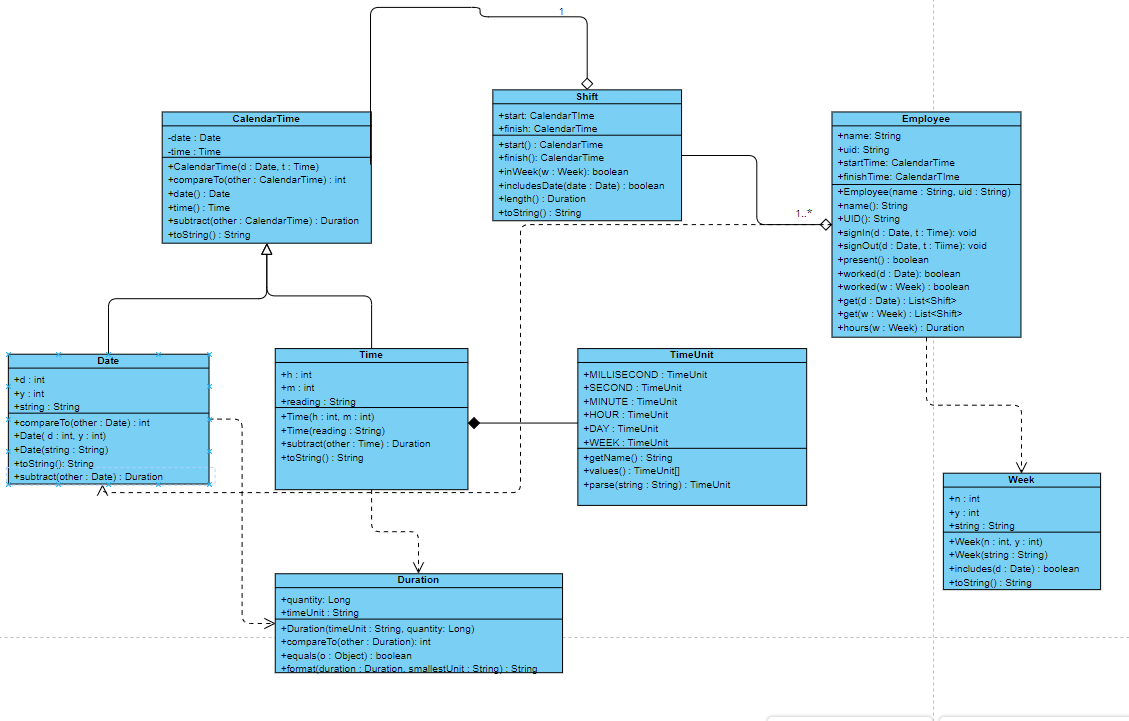 1
CalendarTime
-date : Date
-time : Time
+CalendarTime(d : Date, t : Time)
+compareTo(other : CalendarTime) : int
+date() : Date
+time() : Time
+subtract(other : CalendarTime) : Duration
+toString() : String
Shift
+start: CalendarTIme
+finish: CalendarTime
+start() : CalendarTime
+finish(): CalendarTime
+inWeek(w : Week): boolean
+includesDate(date : Date) : boolean
+length() : Duration
+toString() : String
1..*
Employee
+name: String
+uid: String
+startTime: CalendarTime
+finishTime: CalendarTIme
+Employee(name : String, uid : String)
+name(): String
+UID(): String
+signIn(d : Date, t : Time): void
+signOut(d : Date, t : Tiime): void
+present() : boolean
+worked(d : Date): boolean
+worked(w : Week) : boolean
+get(d : Date) : List<Shift>
+get(w : Week) : List<Shift>
+hours(w : Week) : Duration
Date
+d : int
+y : int
+string : String
+compareTo(other : Date) : int
+Date( d : int, y : int)
+Date(string : String)
+toString(): String
+subtract(other : Date) : Duration
Time
+h : int
+m : int
+reading : String
+Time(h : int, m : int)
+Time(reading : String)
+subtract(other : Time) : Duration
+toString() : String
TimeUnit
+MILLISECOND : TimeUnit
+SECOND : TimeUnit
+MINUTE : TimeUnit
+HOUR : TimeUnit
+DAY : TimeUnit
+WEEK : TimeUnit
+getName() : String
+values() : TimeUnit[]
+parse(string : String) : TimeUnit
Week
+n : int
+y : int
+string : String
+Week(n : int, y : int)
+Week(string : String)
+includes(d : Date) : boolean
+toString() : String
Duration
+quantity: Long
+timeUnit : String
+Duration(timeUnit : String, quantity: Long)
+compareTo(other : Duration): int
+equals(o : Object) : boolean
+format(duration : Duration, smallestUnit : String) : String